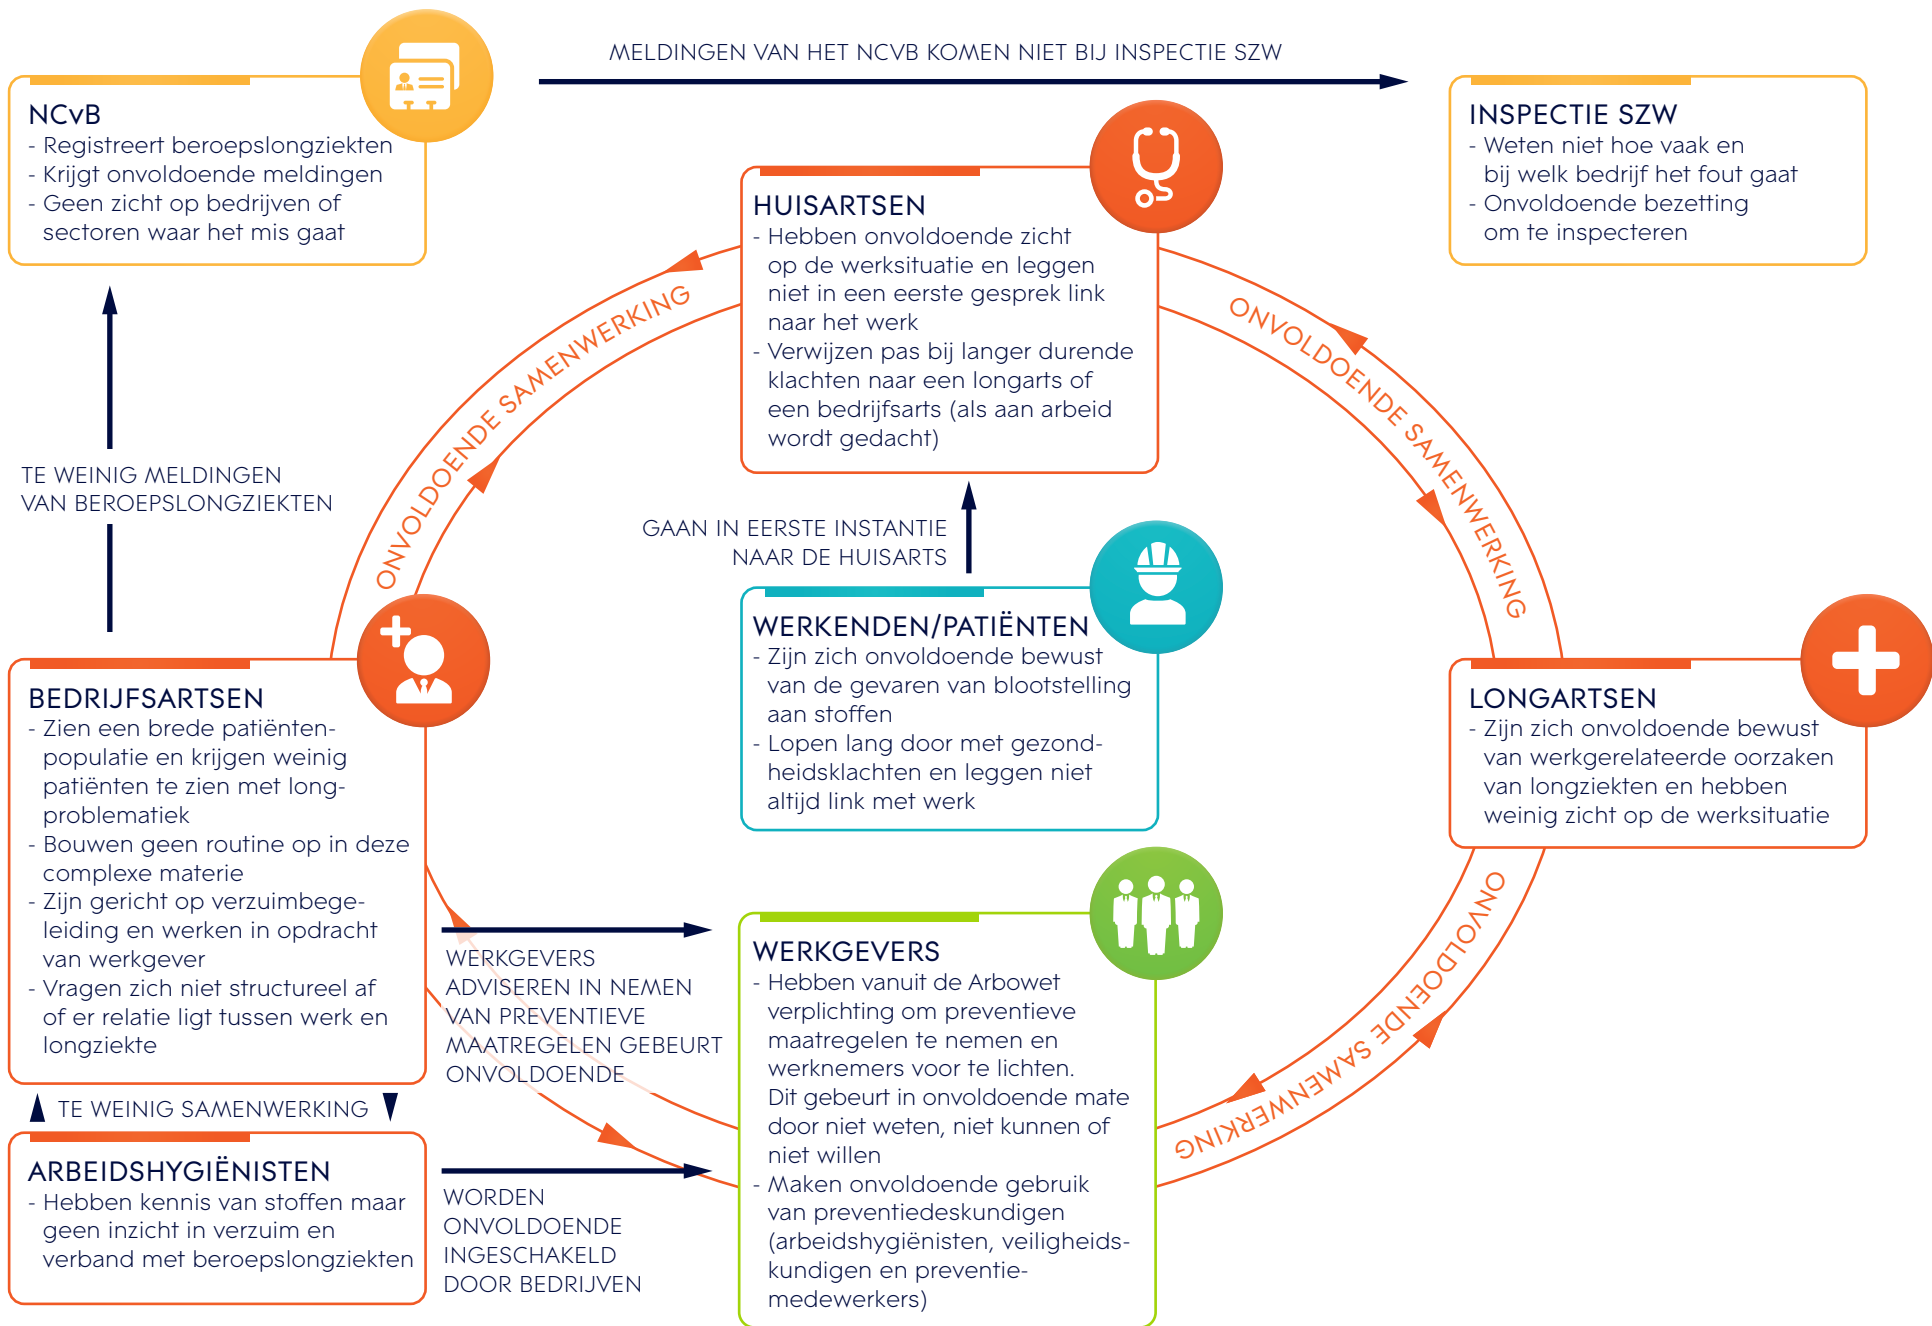 MELDINGEN VAN HET NCVB KOMEN NIET BIJ INSPECTIE SZW
NCvB
- Registreert beroepslongziekten
- Krijgt onvoldoende meldingen
- Geen zicht op bedrijven of
sectoren waar het mis gaat
INSPECTIE SZW
- Weten niet hoe vaak en
bij welk bedrijf het fout gaat
- Onvoldoende bezetting
om te inspecteren
HUISARTSEN
- Hebben onvoldoende zicht
op de werksituatie en leggen
niet in een eerste gesprek link
naar het werk
- Verwijzen pas bij langer durende
klachten naar een longarts of
een bedrijfsarts (als aan arbeid
wordt gedacht)
ONVOLDOENDE SAMENWERKING
ONVOLDOENDE SAMENWERKING
TE WEINIG MELDINGEN
VAN BEROEPSLONGZIEKTEN
GAAN IN EERSTE INSTANTIE
NAAR DE HUISARTS
WERKENDEN/PATIËNTEN
- Zijn zich onvoldoende bewust
van de gevaren van blootstelling
aan stoffen
- Lopen lang door met gezond-
heidsklachten en leggen niet
altijd link met werk
BEDRIJFSARTSEN
- Zien een brede patiënten-
populatie en krijgen weinig
patiënten te zien met long-
problematiek
- Bouwen geen routine op in deze
complexe materie
- Zijn gericht op verzuimbege-
leiding en werken in opdracht
van werkgever
- Vragen zich niet structureel af
of er relatie ligt tussen werk en
longziekte
LONGARTSEN
- Zijn zich onvoldoende bewust
van werkgerelateerde oorzaken
van longziekten en hebben
weinig zicht op de werksituatie
ONVOLDOENDE SAMENWERKING
WERKGEVERS
ADVISEREN IN NEMEN
VAN PREVENTIEVE
MAATREGELEN GEBEURT
ONVOLDOENDE
WERKGEVERS
- Hebben vanuit de Arbowet
verplichting om preventieve
maatregelen te nemen en
werknemers voor te lichten.
Dit gebeurt in onvoldoende mate
door niet weten, niet kunnen of
niet willen
- Maken onvoldoende gebruik
van preventiedeskundigen
(arbeidshygiënisten, veiligheids-
kundigen en preventie-
medewerkers)
TE WEINIG SAMENWERKING
ARBEIDSHYGIËNISTEN
- Hebben kennis van stoffen maar
geen inzicht in verzuim en
verband met beroepslongziekten
WORDEN
ONVOLDOENDE
INGESCHAKELD
DOOR BEDRIJVEN